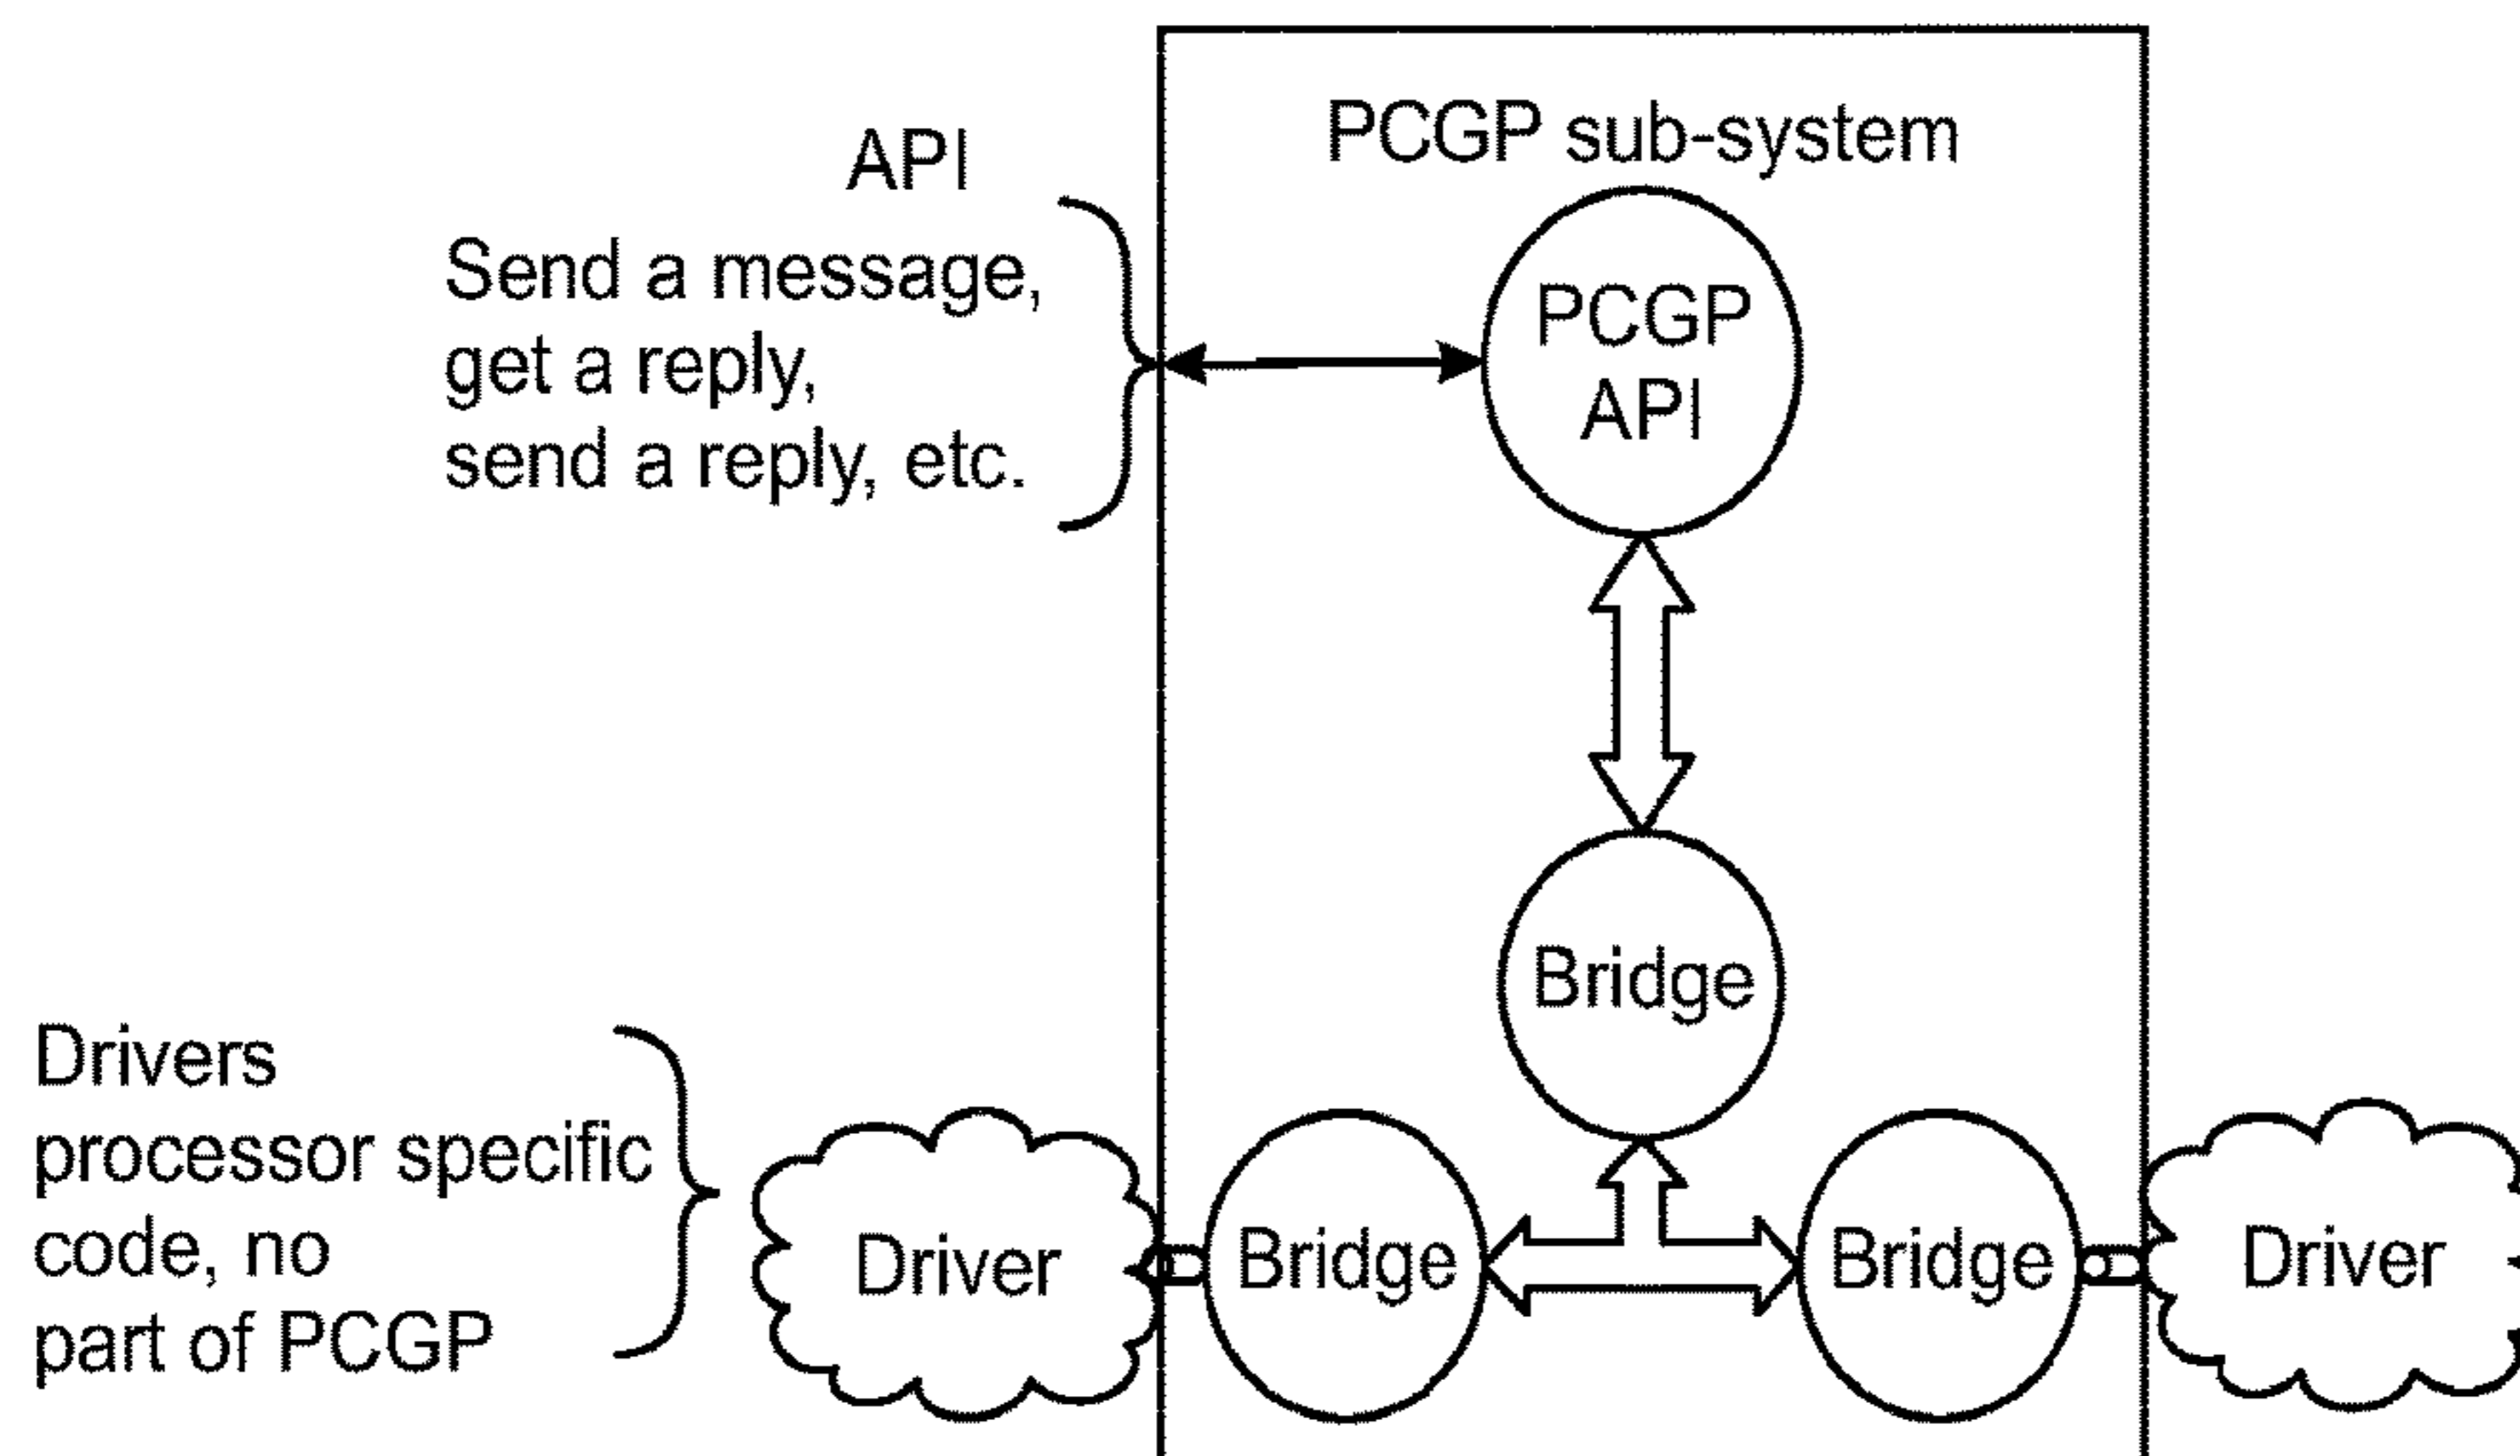 PCGP sub-system
API
Send a message,
get a reply,
send a reply, etc.
PCGP
API
Bridge
Drivers
processor specific
code, no
part of PCGP
Driver
Bridge
Bridge
Driver